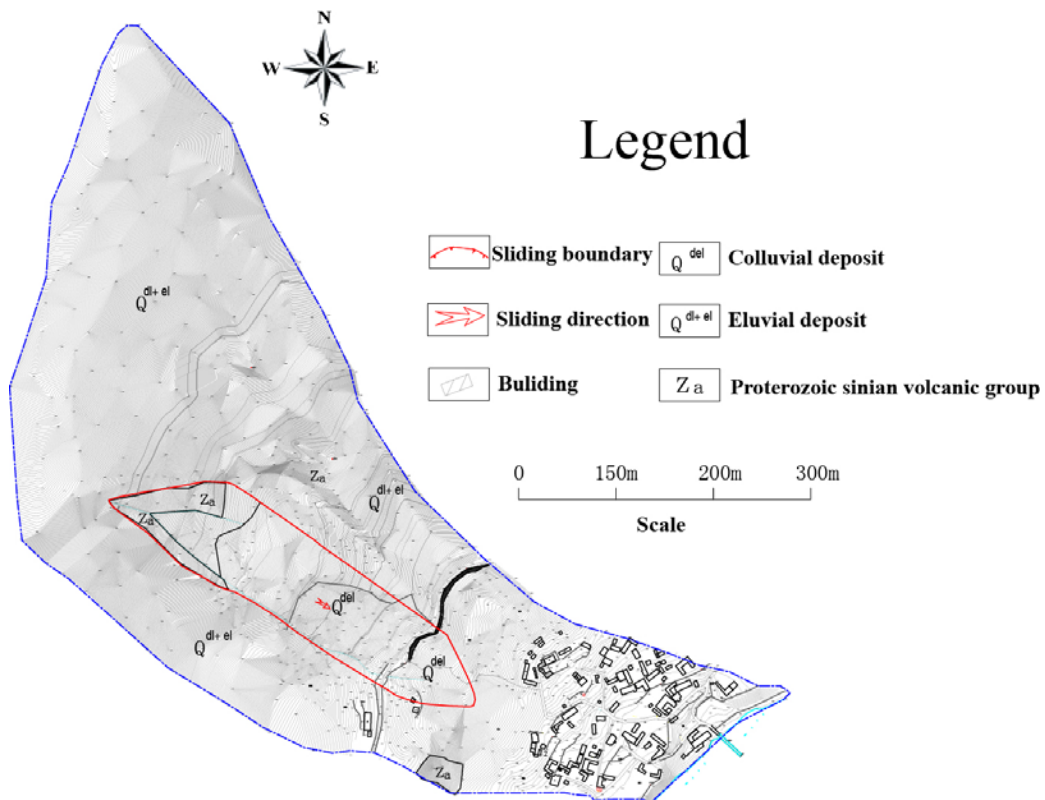 N
W E
S
Legend
Sliding boundary Q^del Colluvial deposit
Sliding direction Q^dl+el Eluvial deposit
Buliding Za Proterozoic sinian volcanic group
0 150m 200m 300m
Scale
Q^dl+el
Za
Q^dl+el
Za
Za
Q^del
Q^dl+el
Q^del
Za